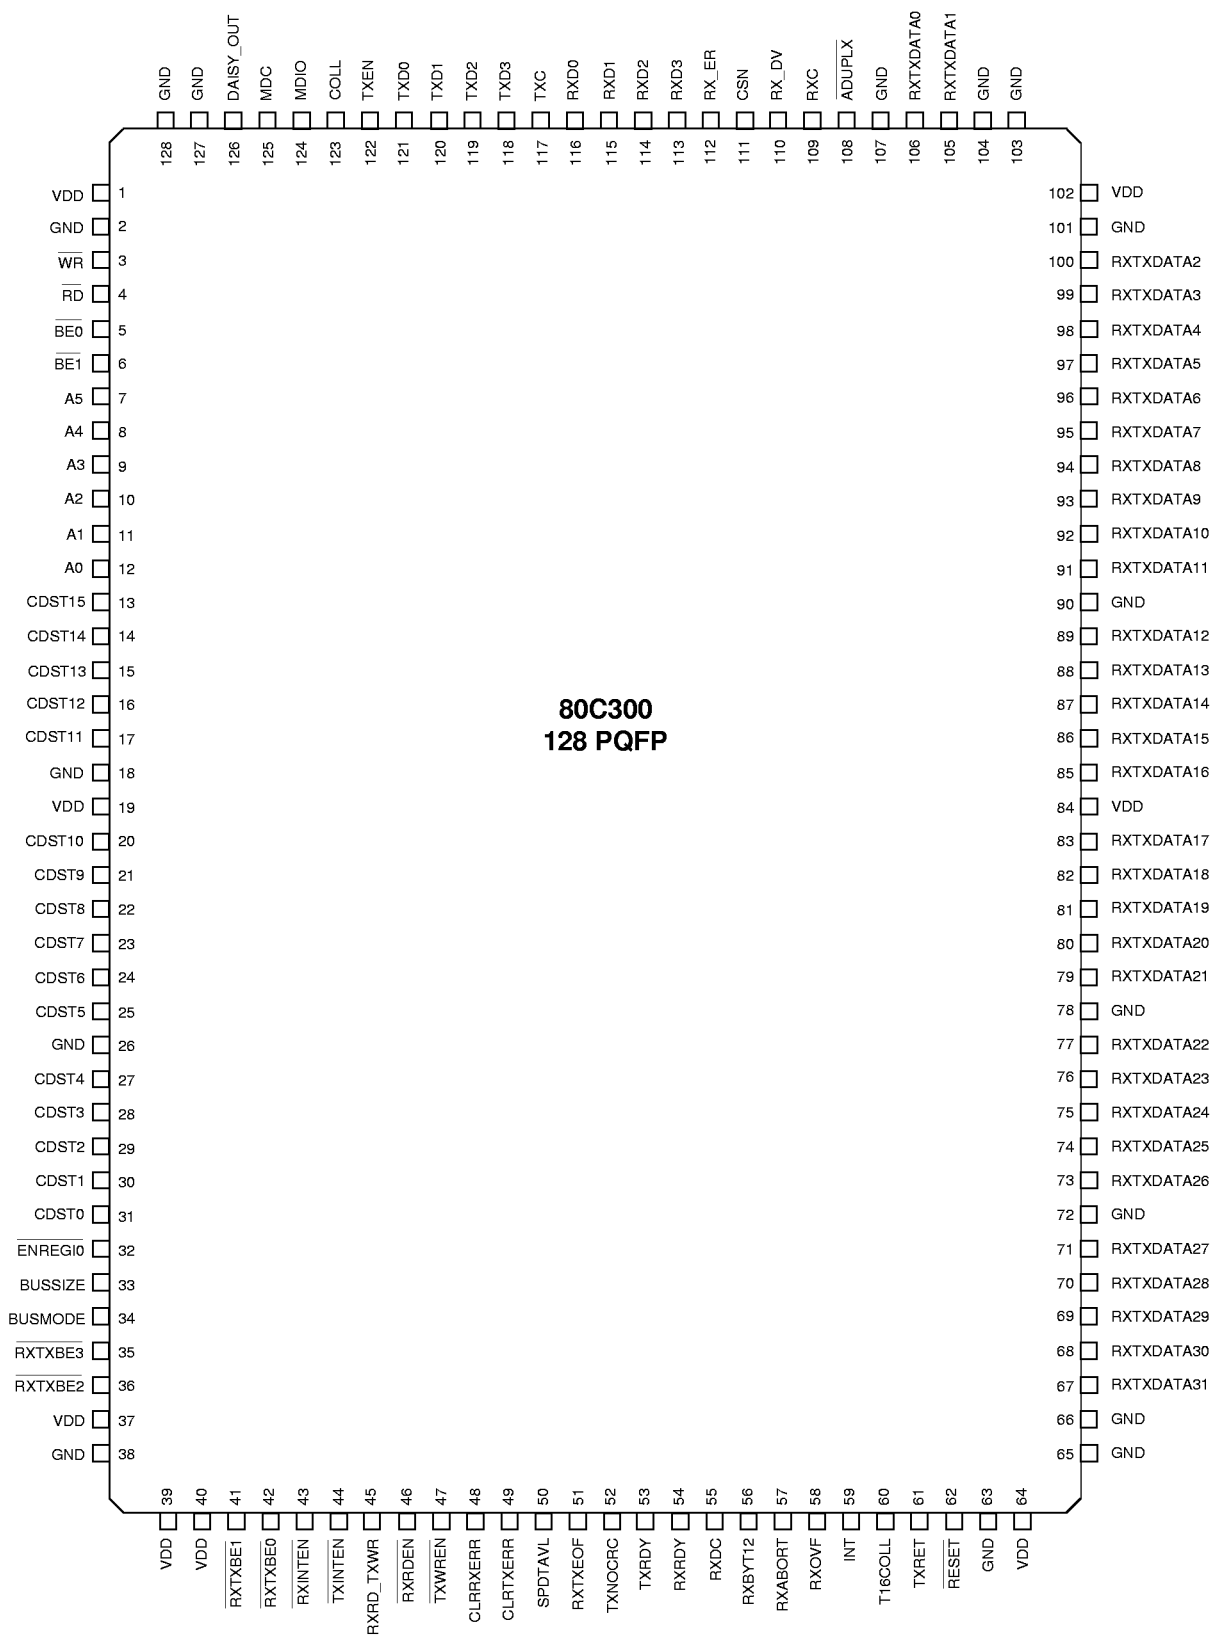 GND
GND
DAISY_OUT
MDC
MDIO
COLL
TXEN
TXD0
TXD1
TXD2
TXD3
TXC
RXD0
RXD1
RXD2
RXD3
RX_ER
CSN
RX_DV
RXC
ADUPLX
GND
RXTXDATA0
RXTXDATA1
GND
GND
128
127
126
125
124
123
122
121
120
119
118
117
116
115
114
113
112
111
110
109
108
107
106
105
104
103
VDD 1
GND 2
WR 3
RD 4
BE0 5
BE1 6
A5 7
A4 8
A3 9
A2 10
A1 11
A0 12
CDST15 13
CDST14 14
CDST13 15
CDST12 16
CDST11 17
GND 18
VDD 19
CDST10 20
CDST9 21
CDST8 22
CDST7 23
CDST6 24
CDST5 25
GND 26
CDST4 27
CDST3 28
CDST2 29
CDST1 30
CDST0 31
ENREGI0 32
BUSSIZE 33
BUSMODE 34
RXTXBE3 35
RXTXBE2 36
VDD 37
GND 38
80C300
128 PQFP
102 VDD
101 GND
100 RXTXDATA2
99 RXTXDATA3
98 RXTXDATA4
97 RXTXDATA5
96 RXTXDATA6
95 RXTXDATA7
94 RXTXDATA8
93 RXTXDATA9
92 RXTXDATA10
91 RXTXDATA11
90 GND
89 RXTXDATA12
88 RXTXDATA13
87 RXTXDATA14
86 RXTXDATA15
85 RXTXDATA16
84 VDD
83 RXTXDATA17
82 RXTXDATA18
81 RXTXDATA19
80 RXTXDATA20
79 RXTXDATA21
78 GND
77 RXTXDATA22
76 RXTXDATA23
75 RXTXDATA24
74 RXTXDATA25
73 RXTXDATA26
72 GND
71 RXTXDATA27
70 RXTXDATA28
69 RXTXDATA29
68 RXTXDATA30
67 RXTXDATA31
66 GND
65 GND
39
40
41
42
43
44
45
46
47
48
49
50
51
52
53
54
55
56
57
58
59
60
61
62
63
64
VDD
VDD
RXTXBE1
RXTXBE0
RXINTEN
TXINTEN
RXRD_TXWR
RXRDEN
TXWREN
CLRRXERR
CLRTXERR
SPDTAVL
RXTXEOF
TXNOCRC
TXRDY
RXRDY
RXDC
RXBYT12
RXABORT
RXOVF
INT
T16COLL
TXRET
RESET
GND
VDD